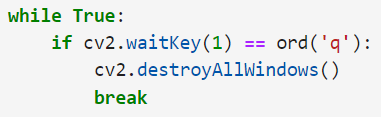 while True:
    if cv2.waitKey(1) == ord('q'):
        cv2.destroyAllWindows()
        break